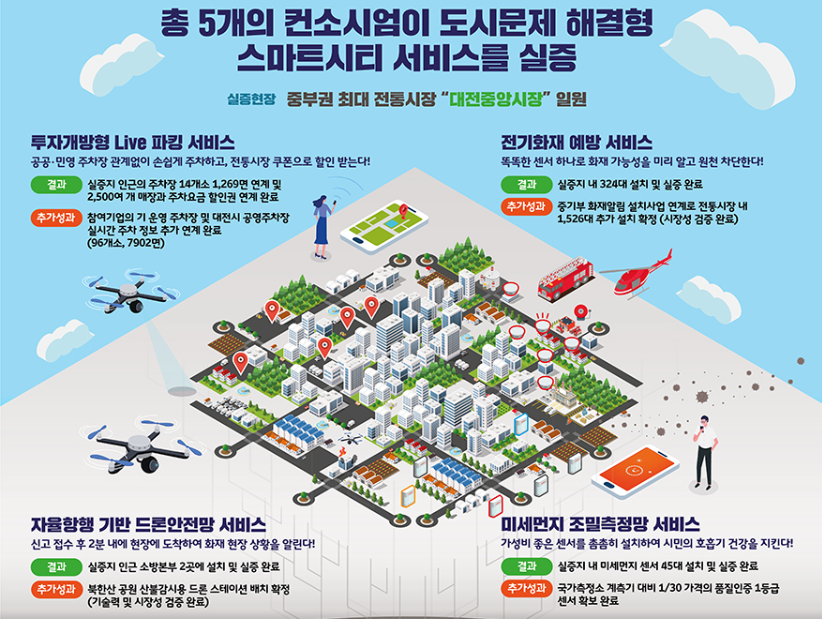 총 5개의 컨소시엄이 도시문제 해결형
스마트시티 서비스를 실증
실증현장 중부권 최대 전통시장 “대전중앙시장” 일원
투자개발형 Live 파킹 서비스
공공·민영 주차장 관계없이 손쉽게 주차하고, 전통시장 쿠폰으로 할인 받는다!
결과 실증지 인근의 주차장 14개소 1,269면 연계 및
2,500여 개 매장과 주차요금 할인권 연계 완료
추가성과 참여기업의 기 운영 주차장 및 대전시 공영주차장
실시간 주차 정보 추가 연계 완료
(96개소, 7902면)
전기화재 예방 서비스
똑똑한 센서 하나로 화재 가능성을 미리 알고 원천 차단한다!
결과 실증지 내 324대 설치 및 실증 완료
추가성과 중기부 화재알림 설치사업 연계로 전통시장 내
1,526대 추가 설치 확정 (시장성 검증 완료)
자율항행 기반 드론안전망 서비스
신고 접수 후 2분 내에 현장에 도착하여 화재 현장 상황을 알린다!
결과 실증지 인근 소방본부 2곳에 설치 및 실증 완료
추가성과 북한산 공원 산불감시용 드론 스테이션 배치 확정
(기술력 및 시장성 검증 완료)
미세먼지 조밀측정망 서비스
가성비 좋은 센서를 촘촘히 설치하여 시민의 호흡기 건강을 지킨다!
결과 실증지 내 미세먼지 센서 45대 설치 및 실증 완료
추가성과 국가측정소 계측기 대비 1/30 가격의 품질인증 1등급
센서 확보 완료